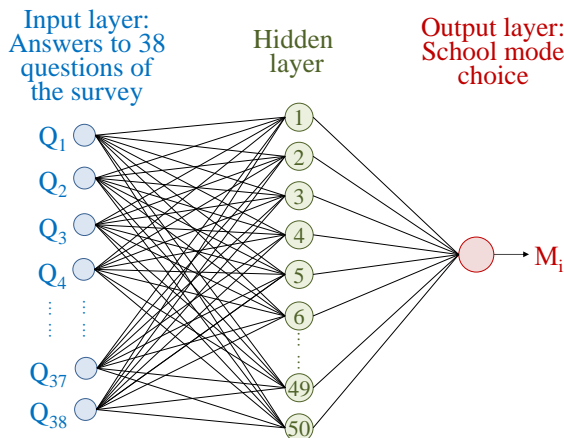 Input layer:
Answers to 38
questions of
the survey
Hidden
layer
Output layer:
School mode
choice
Q1
Q2
Q3
Q4
Q37
Q38
1
2
3
4
5
6
49
50
Mi